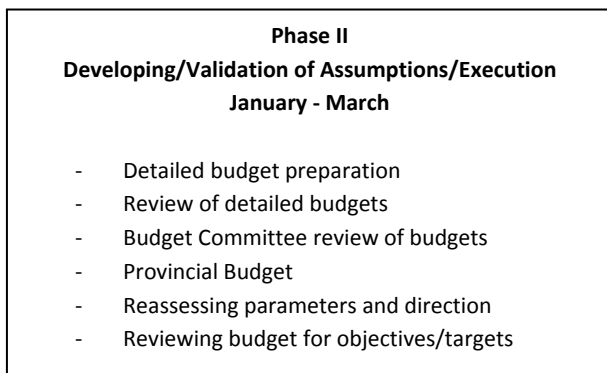 Phase II
Developing/Validation of Assumptions/Execution
January - March
- Detailed budget preparation
- Review of detailed budgets
- Budget Committee review of budgets
- Provincial Budget
- Reassessing parameters and direction
- Reviewing budget for objectives/targets